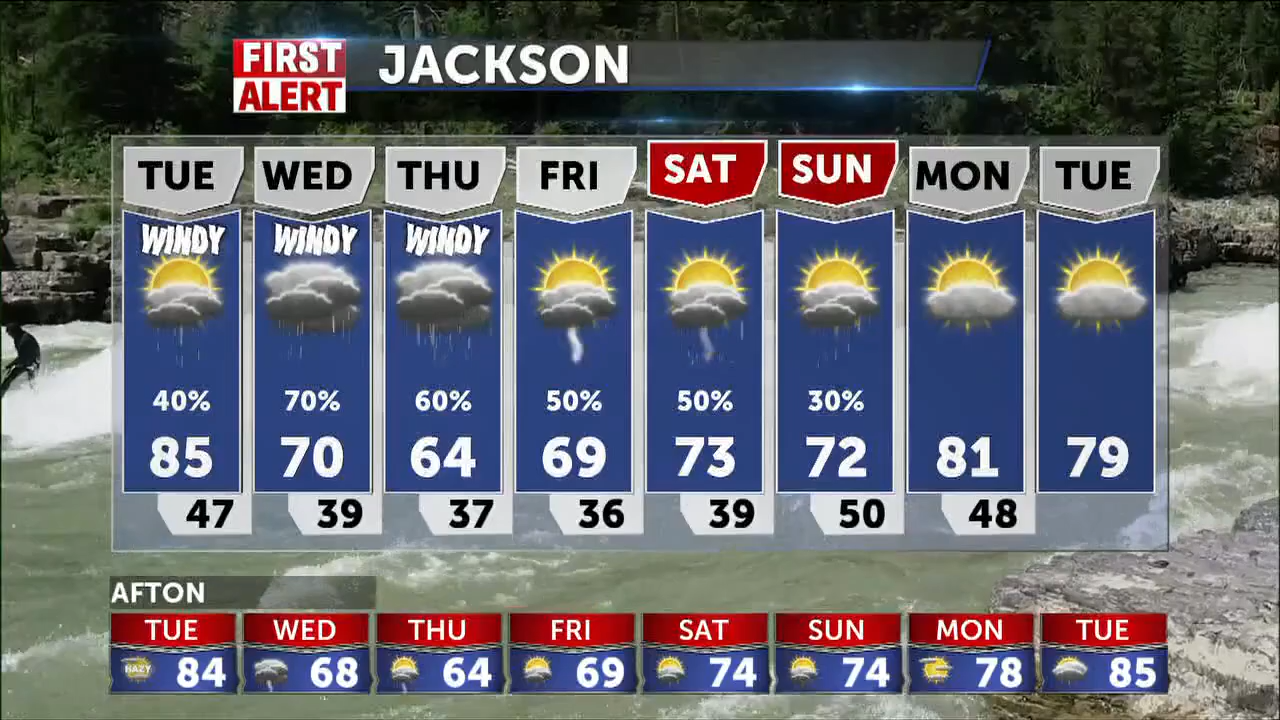 FIRST
ALERT
JACKSON
TUE WED THU FRI SAT SUN MON TUE
WINDY WINDY WINDY
40% 70% 60% 50% 50% 30%
85 70 64 69 73 72 81 79
47 39 37 36 39 50 48
AFTON
TUE WED THU FRI SAT SUN MON TUE
HAZY 84 68 64 69 74 74 78 85